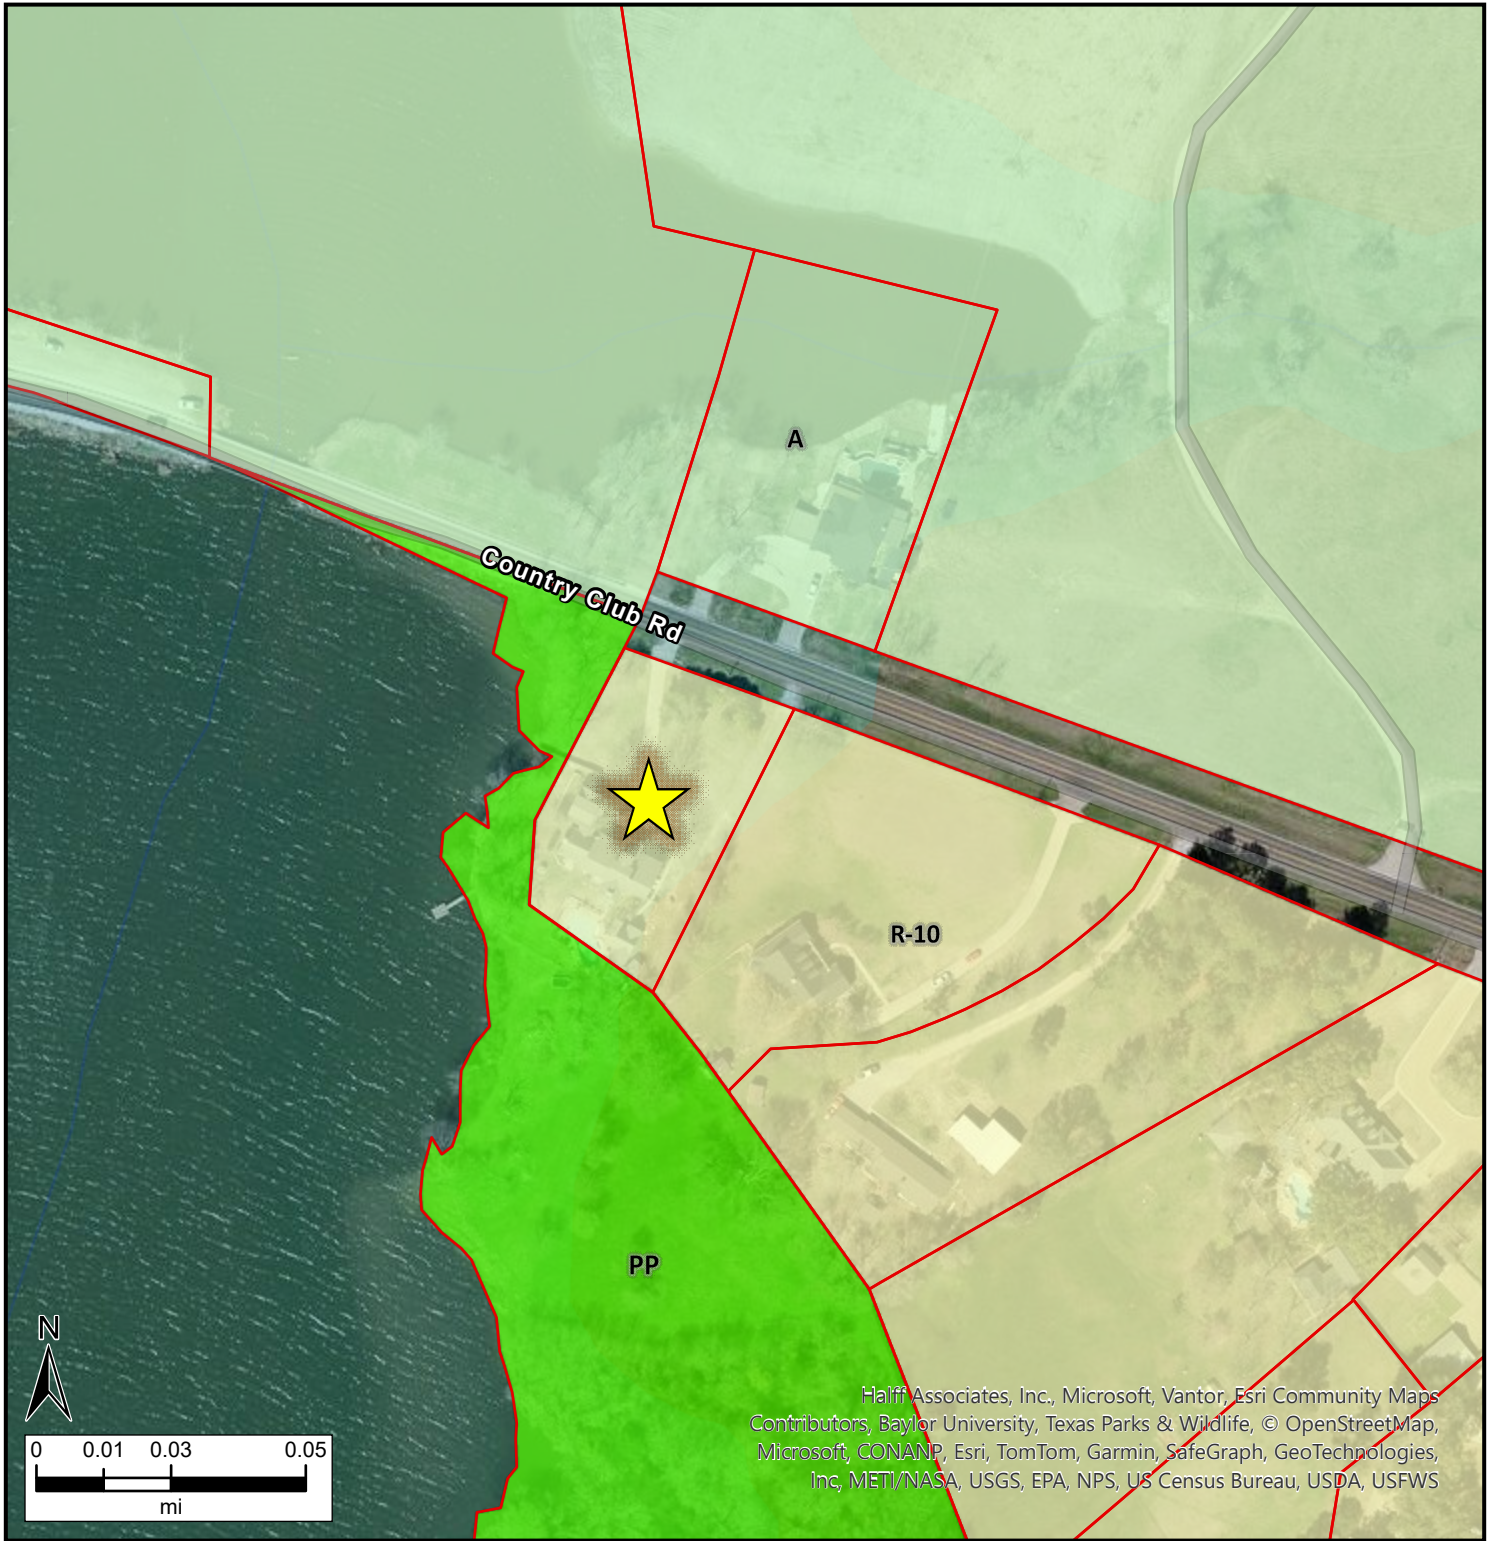 A
Country Club Rd
R-10
PP
N
0 0.01 0.03 0.05
mi
Halff Associates, Inc., Microsoft, Vantor, Esri Community Maps
Contributors, Baylor University, Texas Parks & Wildlife, © OpenStreetMap,
Microsoft, CONANP, Esri, TomTom, Garmin, SafeGraph, GeoTechnologies,
Inc, METI/NASA, USGS, EPA, NPS, US Census Bureau, USDA, USFWS